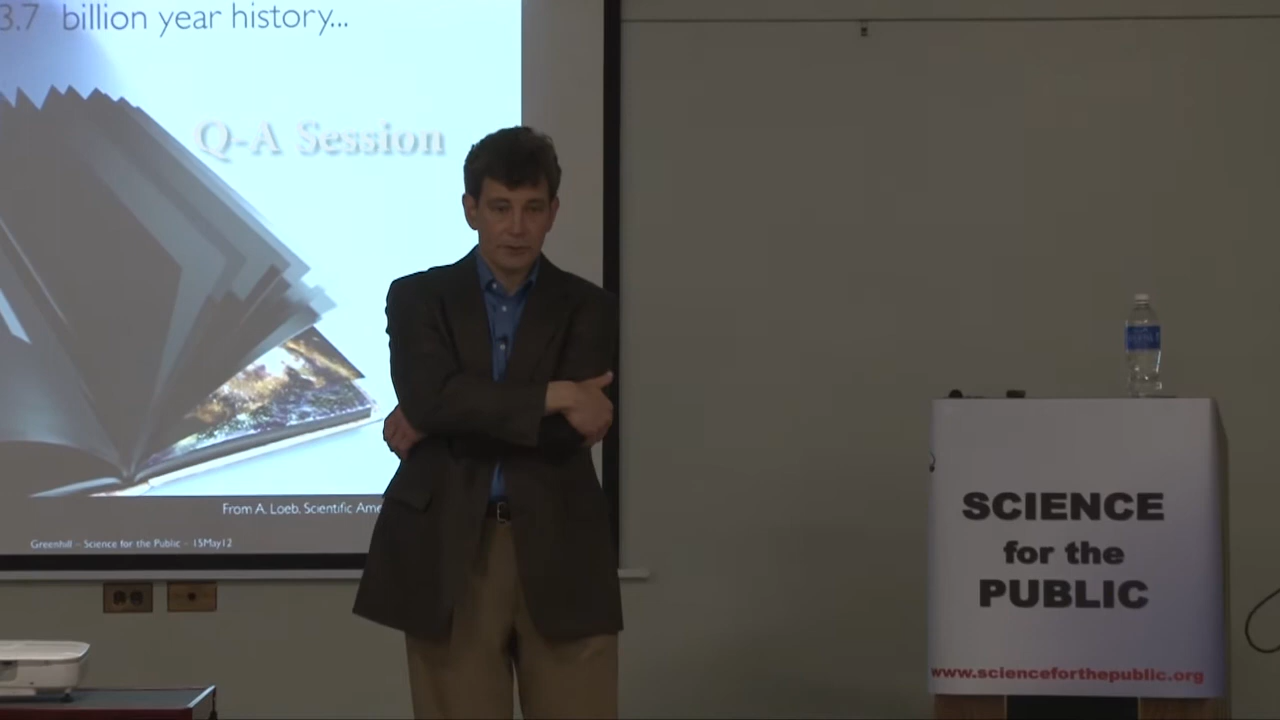 3.7 billion year history...
Q-A Session
From A. Loeb, Scientific Ame
Greenhill – Science for the Public – 15May12
SCIENCE
for the
PUBLIC
www.scienceforthepublic.org